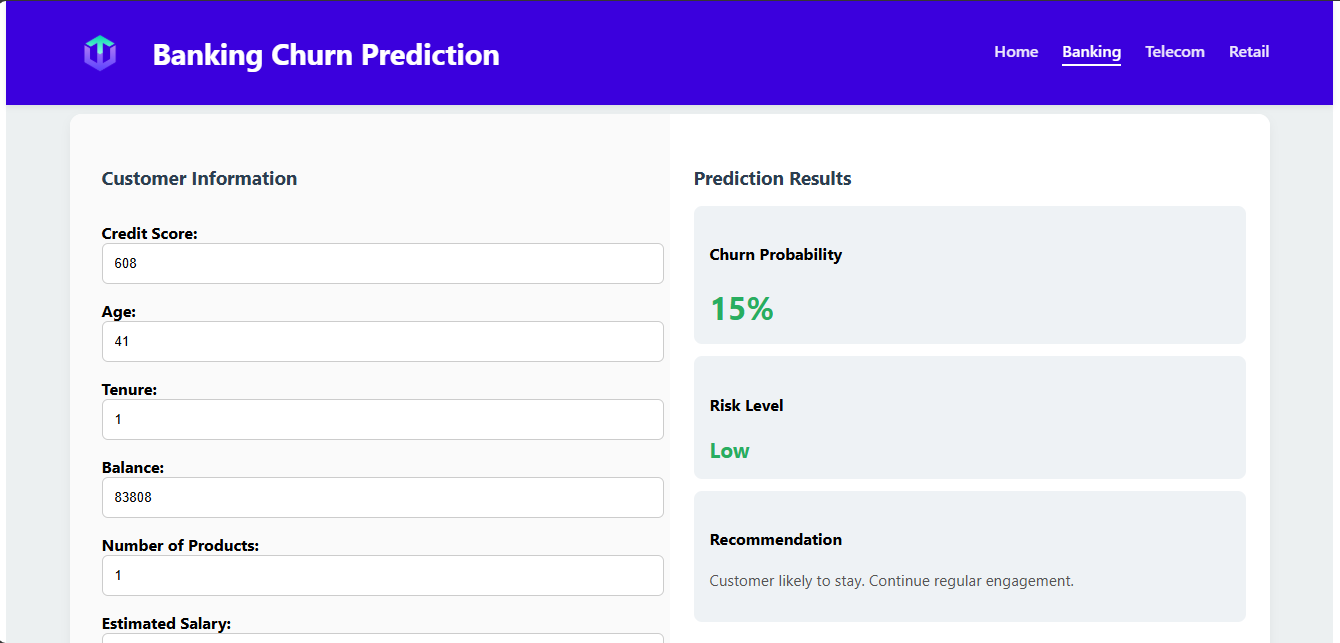 Banking Churn Prediction
Home Banking Telecom Retail
Customer Information
Credit Score:
608
Age:
41
Tenure:
1
Balance:
83808
Number of Products:
1
Estimated Salary:
Prediction Results
Churn Probability
15%
Risk Level
Low
Recommendation
Customer likely to stay. Continue regular engagement.